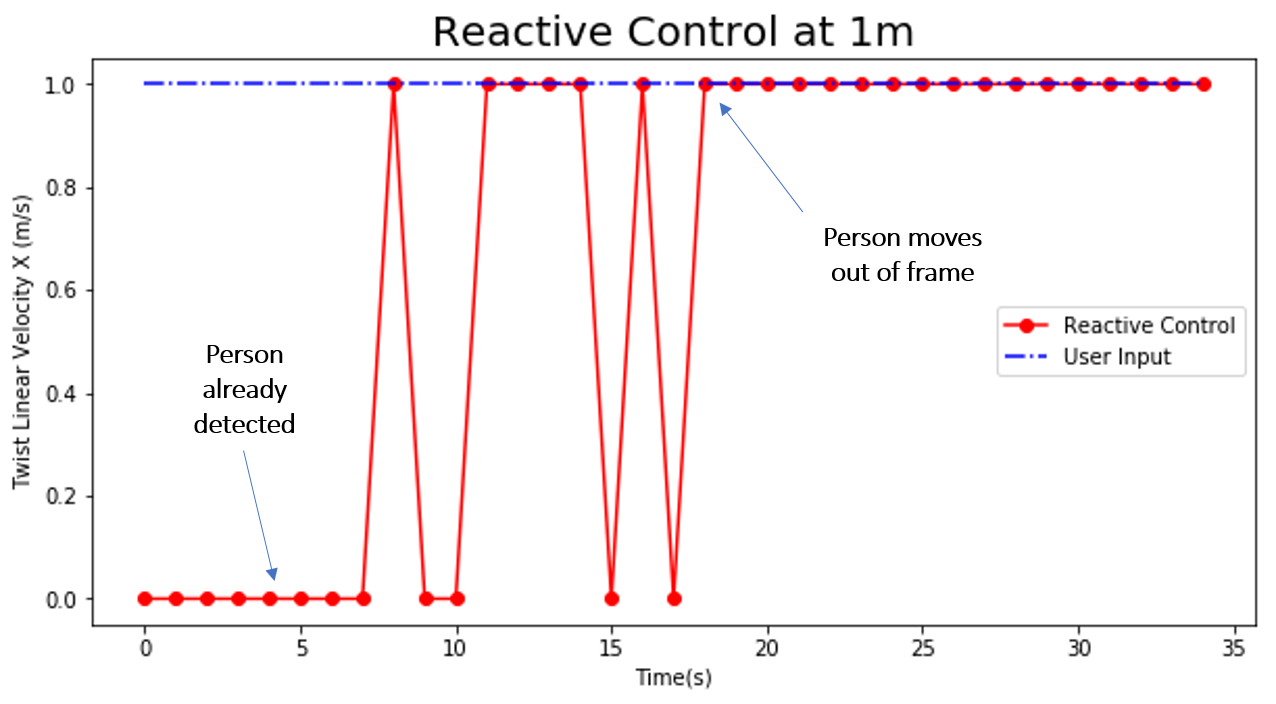 Reactive Control at 1m
Twist Linear Velocity X (m/s)
1.0
0.8
0.6
0.4
0.2
0.0
Person
already
detected
Person moves
out of frame
Reactive Control
User Input
0
5
10
15
20
25
30
35
Time(s)